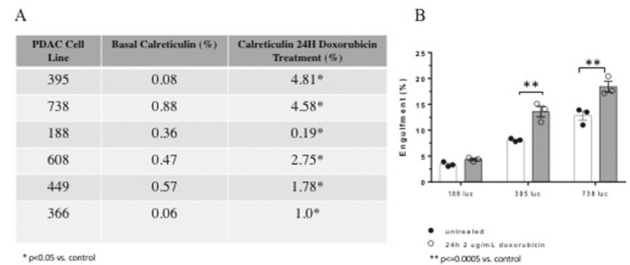 A
PDAC Cell Line Basal Calreticulin (%) Calreticulin 24H Doxorubicin Treatment (%)
395 0.08 4.81*
738 0.88 4.58*
188 0.36 0.19*
608 0.47 2.75*
449 0.57 1.78*
366 0.06 1.0*
* p<0.05 vs. control
B
Engulfment (%)
25
20
15
10
5
0
**
**
188 luc 395 luc 738 luc
untreated
24h 2 ug/mL doxorubicin
** p<=0.0005 vs control